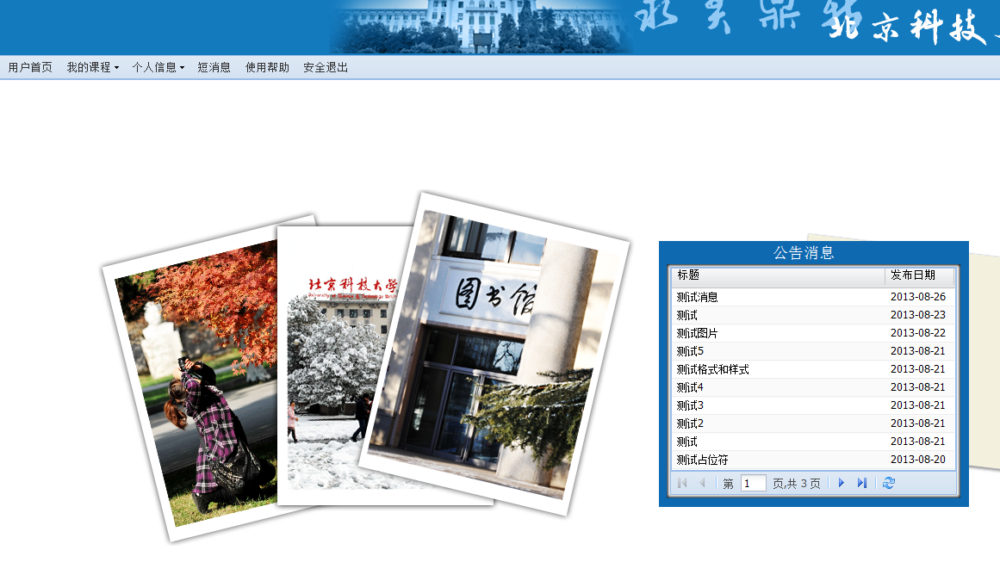 求实鼎新
北京科技
用户首页 我的课程 个人信息 短消息 使用帮助 安全退出
北京科技大学
图书馆
公告消息
标题 发布日期
测试消息 2013-08-26
测试 2013-08-23
测试图片 2013-08-22
测试5 2013-08-21
测试格式和样式 2013-08-21
测试4 2013-08-21
测试3 2013-08-21
测试2 2013-08-21
测试 2013-08-21
测试占位符 2013-08-20
第 1 页,共 3 页